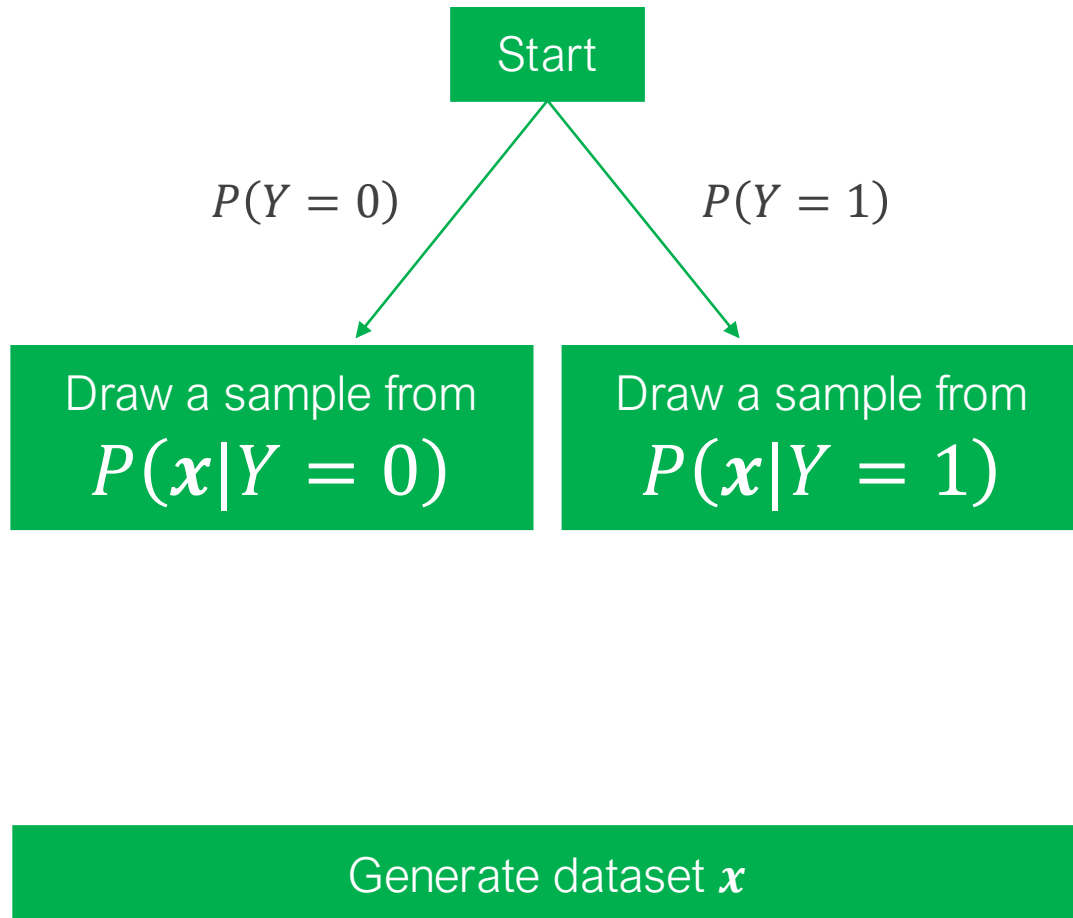 Start
P(Y = 0)
P(Y = 1)
Draw a sample from
P(x|Y = 0)
Draw a sample from
P(x|Y = 1)
Generate dataset x